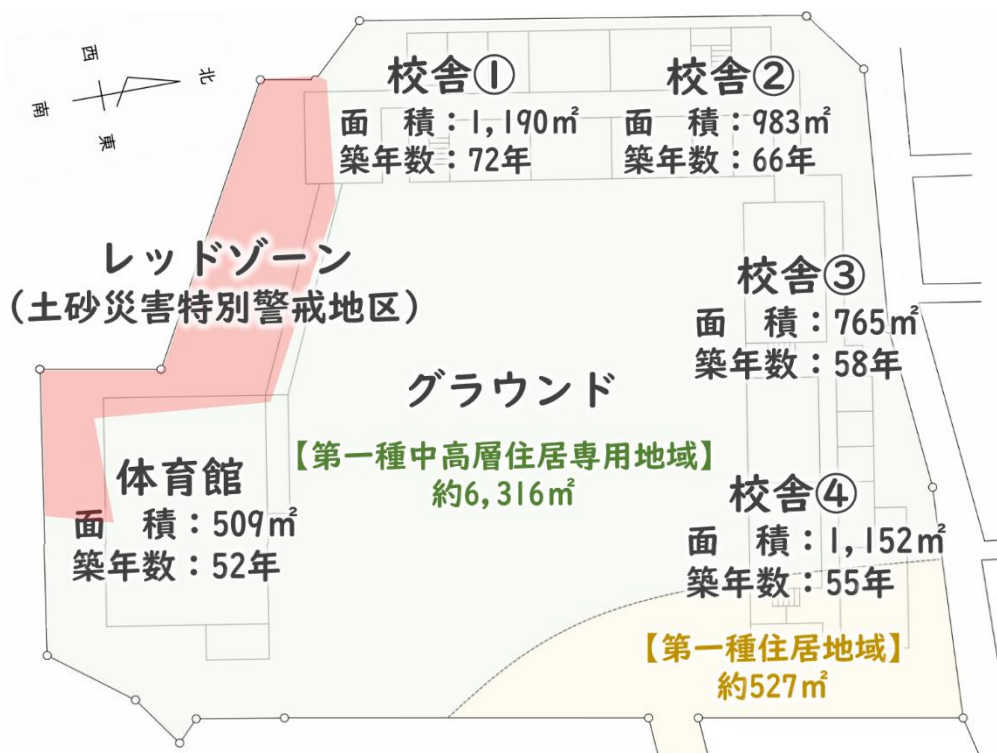 西
北
南
東
校舎①
面 積:1,190㎡
築年数:72年
校舎②
面 積:983㎡
築年数:66年
レッドゾーン
(土砂災害特別警戒地区)
校舎③
面 積:765㎡
築年数:58年
グラウンド
【第一種中高層住居専用地域】
約6,316㎡
体育館
面 積:509㎡
築年数:52年
校舎④
面 積:1,152㎡
築年数:55年
【第一種住居地域】
約527㎡